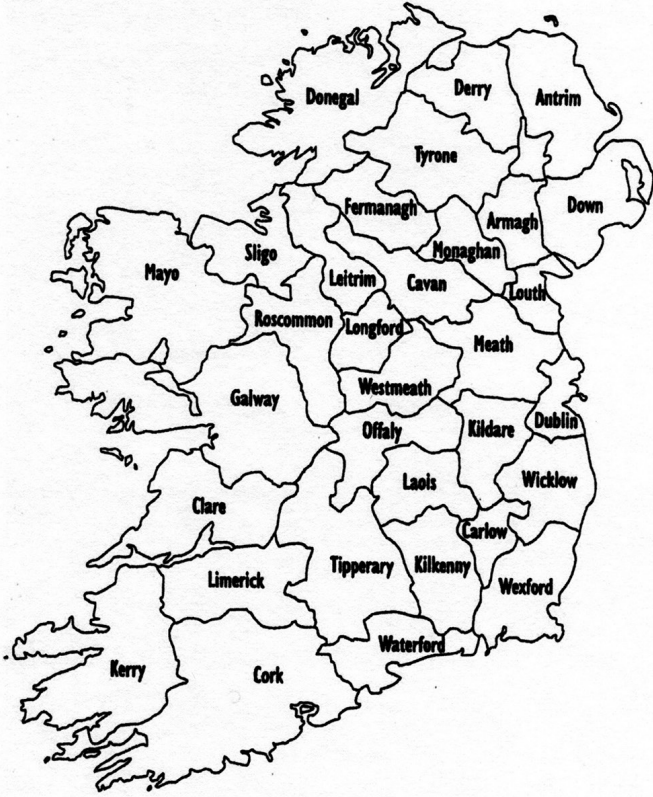 Donegal
Derry
Antrim
Tyrone
Fermanagh
Armagh
Down
Monaghan
Sligo
Mayo
Leitrim
Cavan
Louth
Roscommon
Longford
Meath
Westmeath
Galway
Offaly
Kildare
Dublin
Laois
Wicklow
Clare
Carlow
Tipperary
Kilkenny
Limerick
Wexford
Waterford
Kerry
Cork